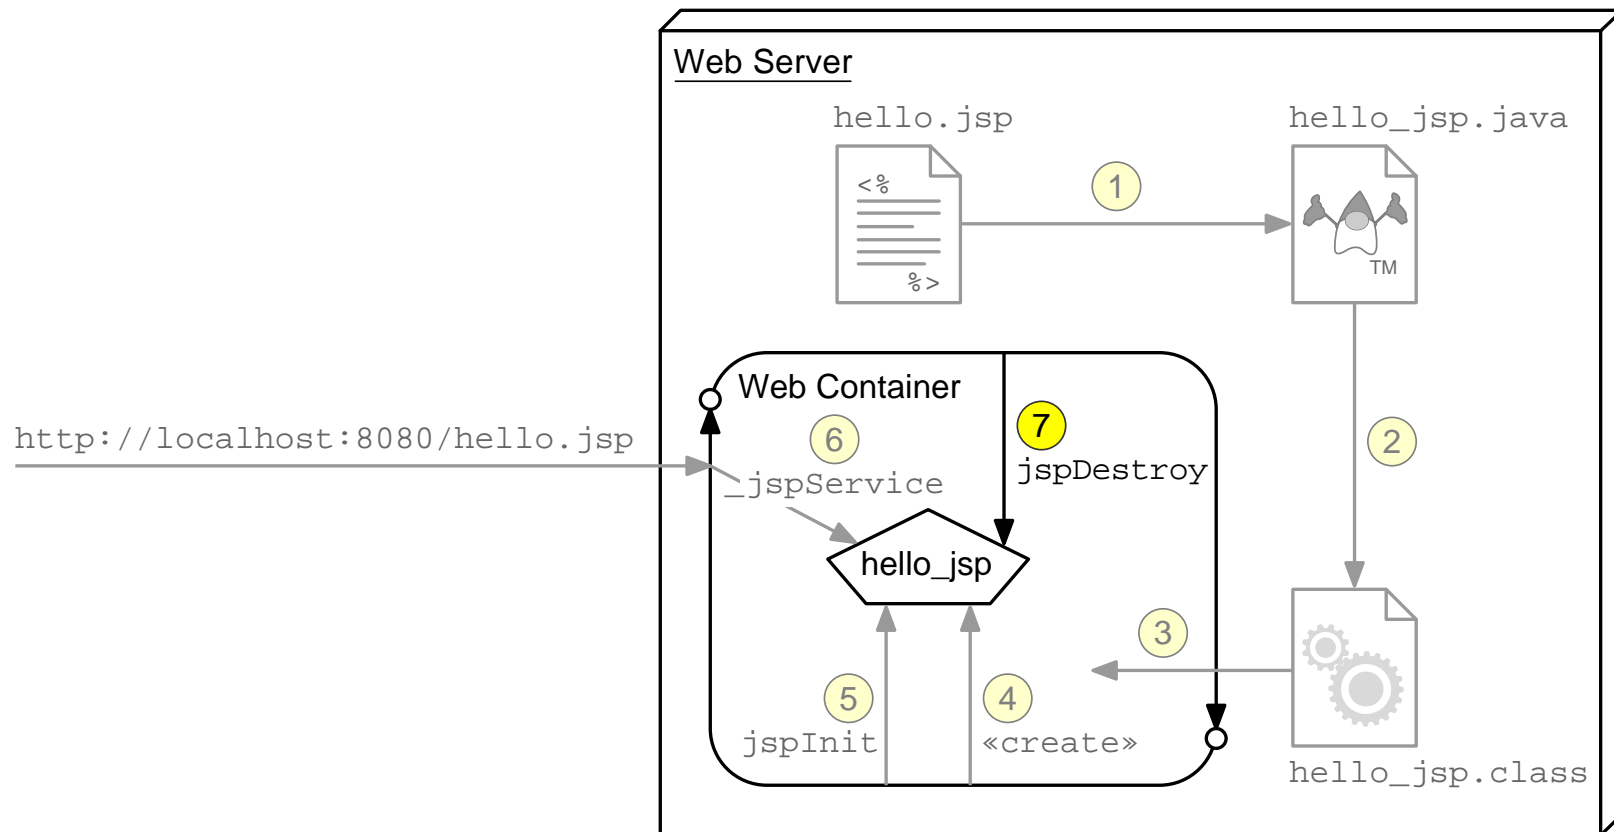 Web Server
hello.jsp
hello_jsp.java
<%
%>
1
TM
Web Container
7
jspDestroy
6
_jspService
http://localhost:8080/hello.jsp
2
hello_jsp
3
5
jspInit
4
«create»
hello_jsp.class